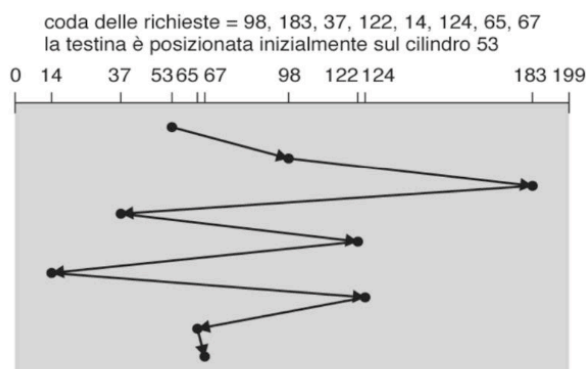 coda delle richieste = 98, 183, 37, 122, 14, 124, 65, 67
la testina è posizionata inizialmente sul cilindro 53
0 14 37 53 65 67 98 122 124 183 199